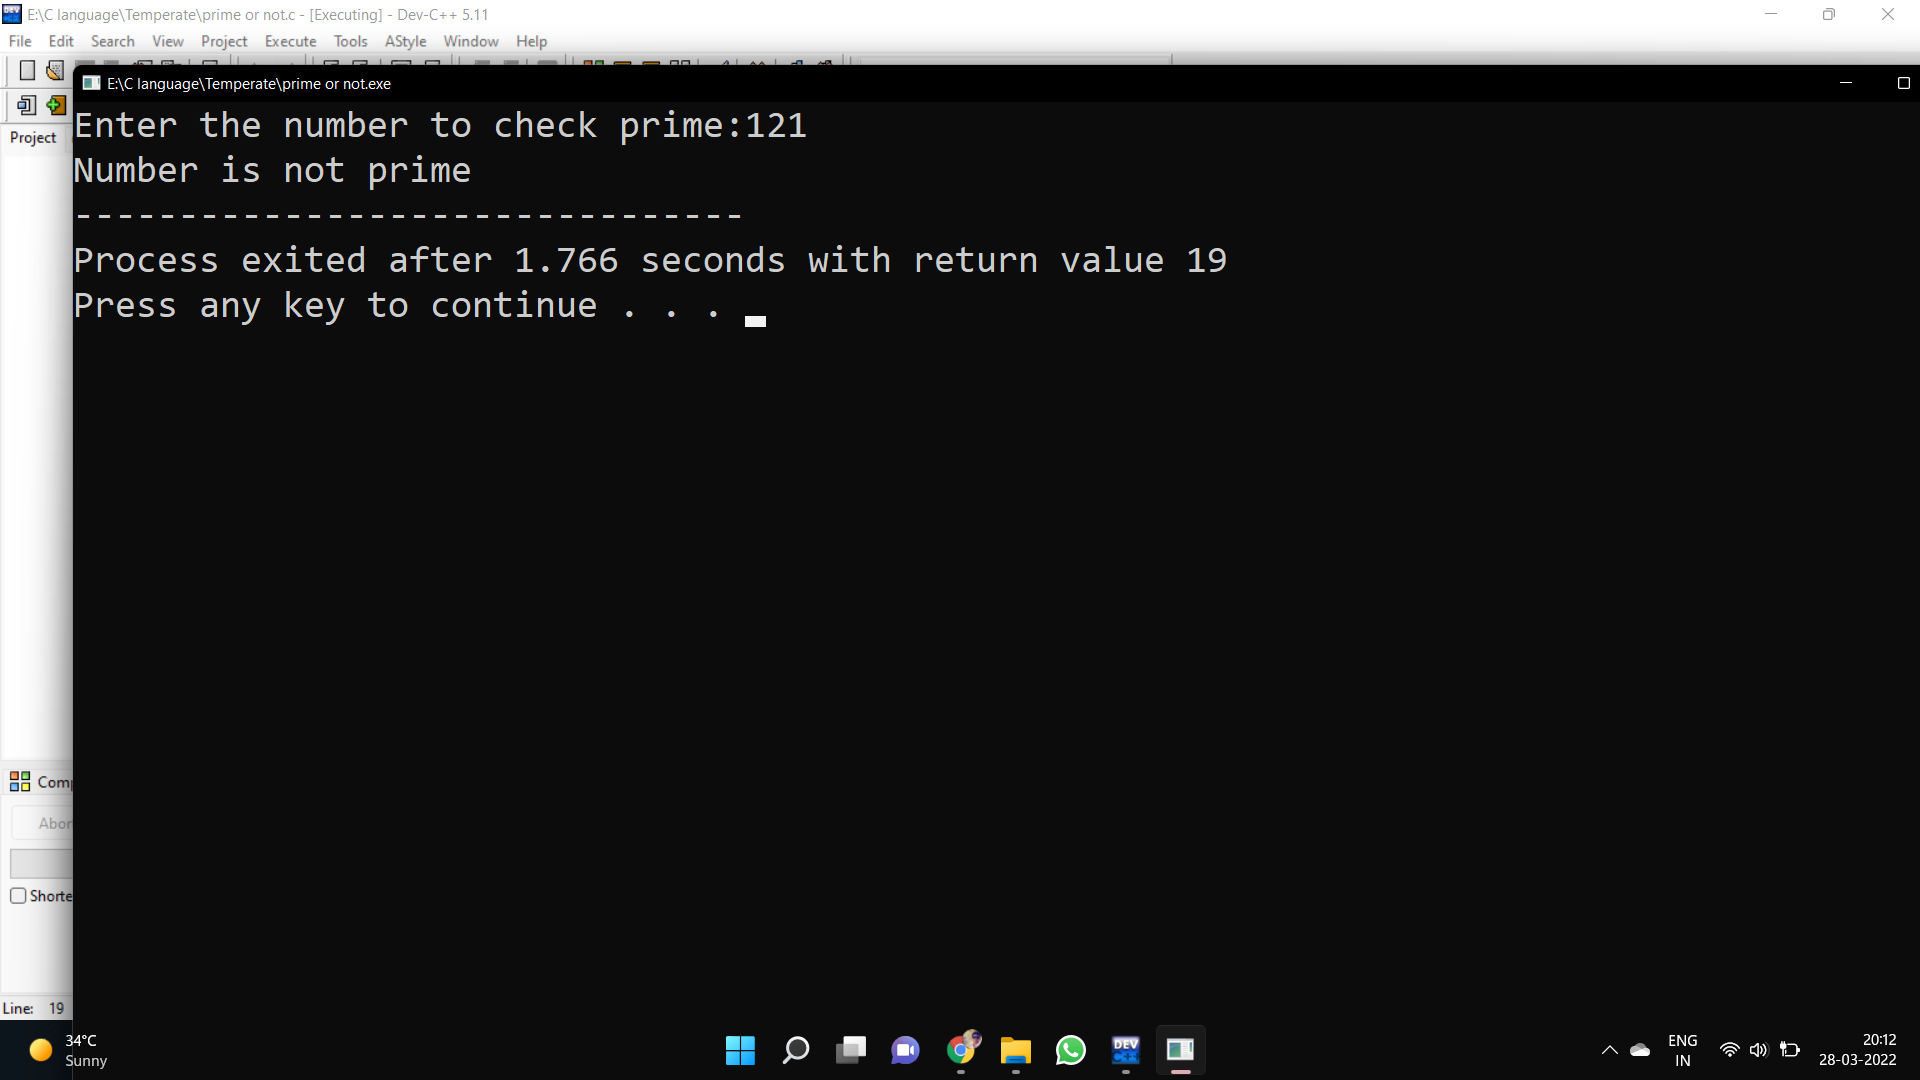 E:\C language\Temperate\prime or not.c - [Executing] - Dev-C++ 5.11
File Edit Search View Project Execute Tools AStyle Window Help
E:\C language\Temperate\prime or not.exe
Project
Enter the number to check prime:121
Number is not prime
--------------------------------
Process exited after 1.766 seconds with return value 19
Press any key to continue . . .
Comp
Abor
Shorte
Line: 19
34°C
Sunny
DEV
ENG
IN
20:12
28-03-2022